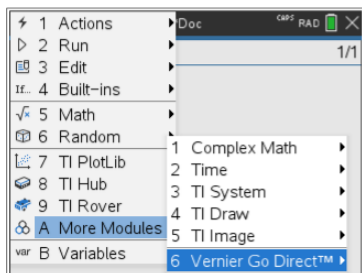 1 Actions
2 Run
3 Edit
If... 4 Built-ins
√x 5 Math
6 Random
7 TI PlotLib
8 TI Hub
9 TI Rover
A More Modules
var B Variables
Doc
CAPS RAD
1/1
1 Complex Math
2 Time
3 TI System
4 TI Draw
5 TI Image
6 Vernier Go Direct™